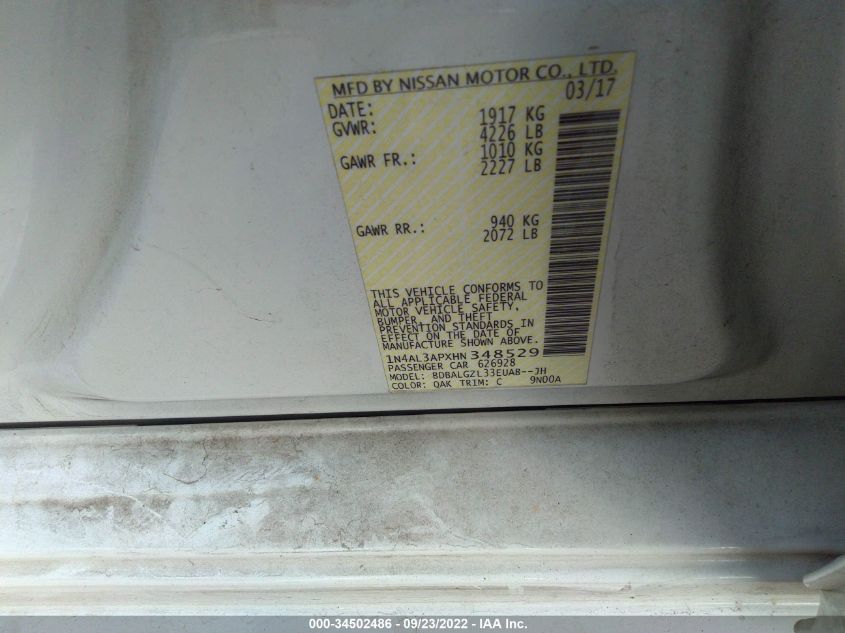 MFD BY NISSAN MOTOR CO., LTD.
DATE: 03/17
GVWR: 1917 KG
4226 LB
GAWR FR.: 1010 KG
2227 LB
GAWR RR.: 940 KG
2072 LB
THIS VEHICLE CONFORMS TO
ALL APPLICABLE FEDERAL
MOTOR VEHICLE SAFETY,
BUMPER, AND THEFT
PREVENTION STANDARDS IN
EFFECT ON THE DATE OF
MANUFACTURE SHOWN ABOVE.
1N4AL3APXHN348529
PASSENGER CAR 626928
MODEL: BDBALGZL33EUAB--JH
COLOR: QAK TRIM: C 9N00A
000-34502486 - 09/23/2022 - IAA Inc.